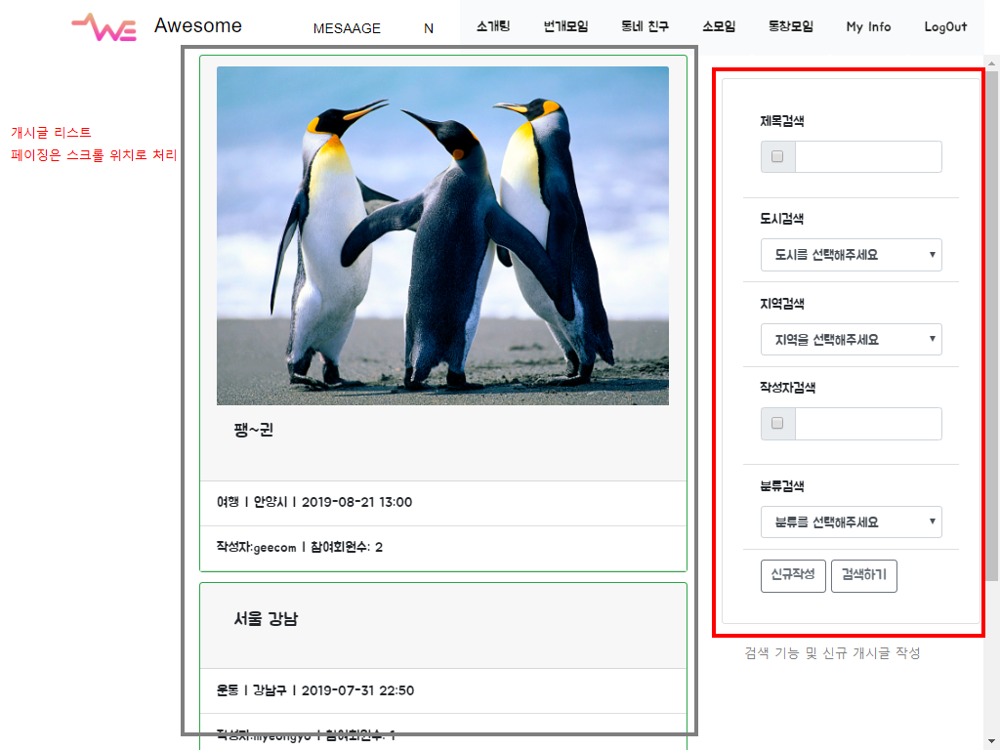 WE Awesome MESAAGE N 소개팅 번개모임 동네 친구 소모임 동창모임 My Info LogOut
개시글 리스트
페이징은 스크롤 위치로 처리
팽~귄
여행 | 안양시 | 2019-08-21 13:00
작성자:geecom | 참여회원수: 2
서울 강남
운동 | 강남구 | 2019-07-31 22:50
작성자:myeongyu | 참여회원수: 1
제목검색
도시검색
도시를 선택해주세요
지역검색
지역을 선택해주세요
작성자검색
분류검색
분류를 선택해주세요
신규작성 검색하기
검색 기능 및 신규 개시글 작성